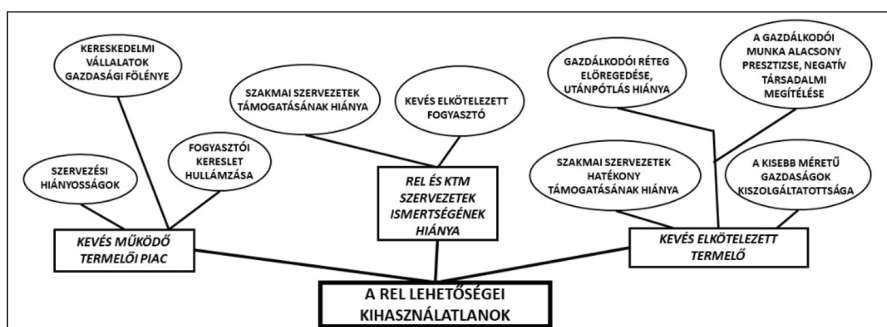 KERESKEDELMI
VÁLLALATOK
GAZDASÁGI FÖLÉNYE
SZERVEZÉSI
HIÁNYOSSÁGOK
FOGYASZTÓI
KERESLET
HULLÁMZÁSA
KEVÉS MŰKÖDŐ
TERMELŐI PIAC
SZAKMAI SZERVEZETEK
TÁMOGATÁSÁNAK HIÁNYA
KEVÉS ELKÖTELEZETT
FOGYASZTÓ
REL ÉS KTM
SZERVEZETEK
ISMERTSÉGÉNEK
HIÁNYA
GAZDÁLKODÓI RÉTEG
ELÖREGEDÉSE,
UTÁNPÓTLÁS HIÁNYA
A GAZDÁLKODÓI
MUNKA ALACSONY
PRESZTIZSE, NEGATÍV
TÁRSADALMI
MEGÍTÉLÉSE
SZAKMAI SZERVEZETEK
HATÉKONY
TÁMOGATÁSÁNAK HIÁNYA
A KISEBB MÉRETŰ
GAZDASÁGOK
KISZOLGÁLTATOTTSÁGA
KEVÉS ELKÖTELEZETT
TERMELŐ
A REL LEHETŐSÉGEI
KIHASZNÁLATLANOK